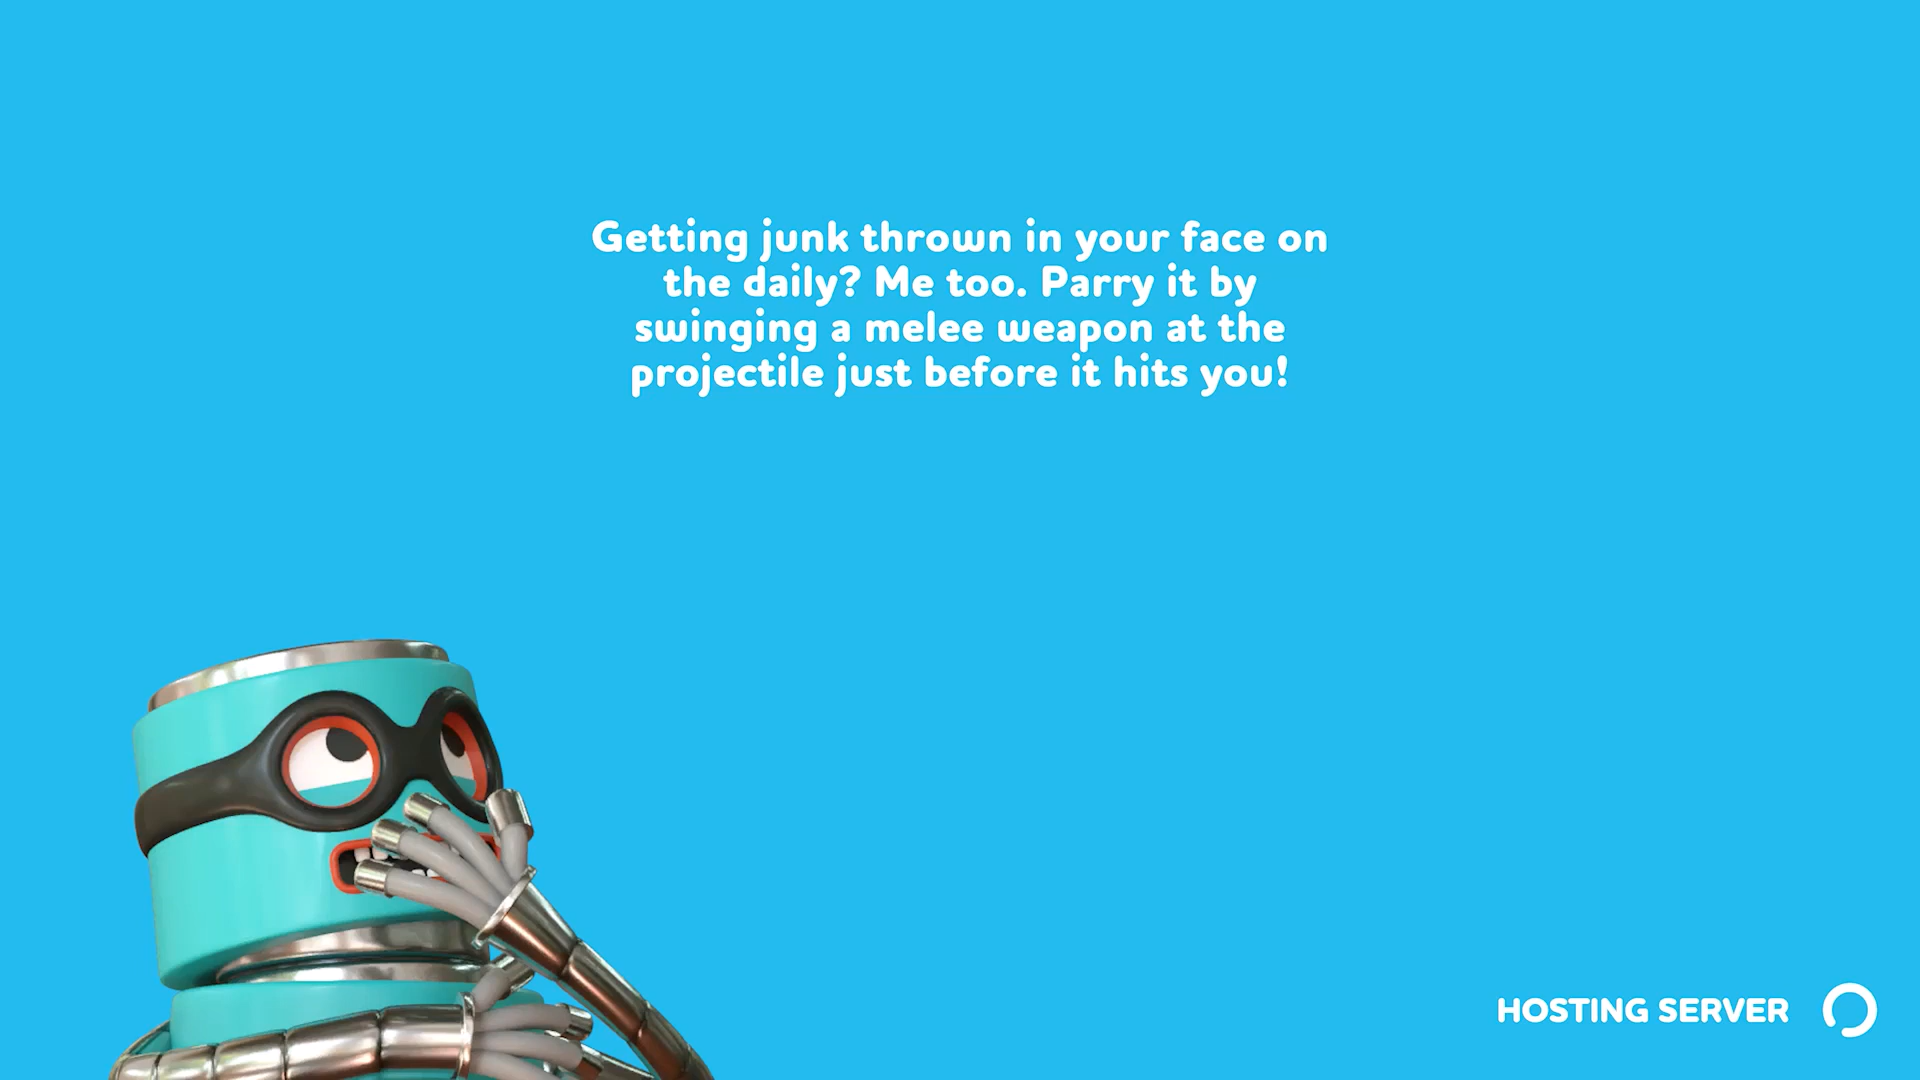 Getting junk thrown in your face on
the daily? Me too. Parry it by
swinging a melee weapon at the
projectile just before it hits you!
HOSTING SERVER